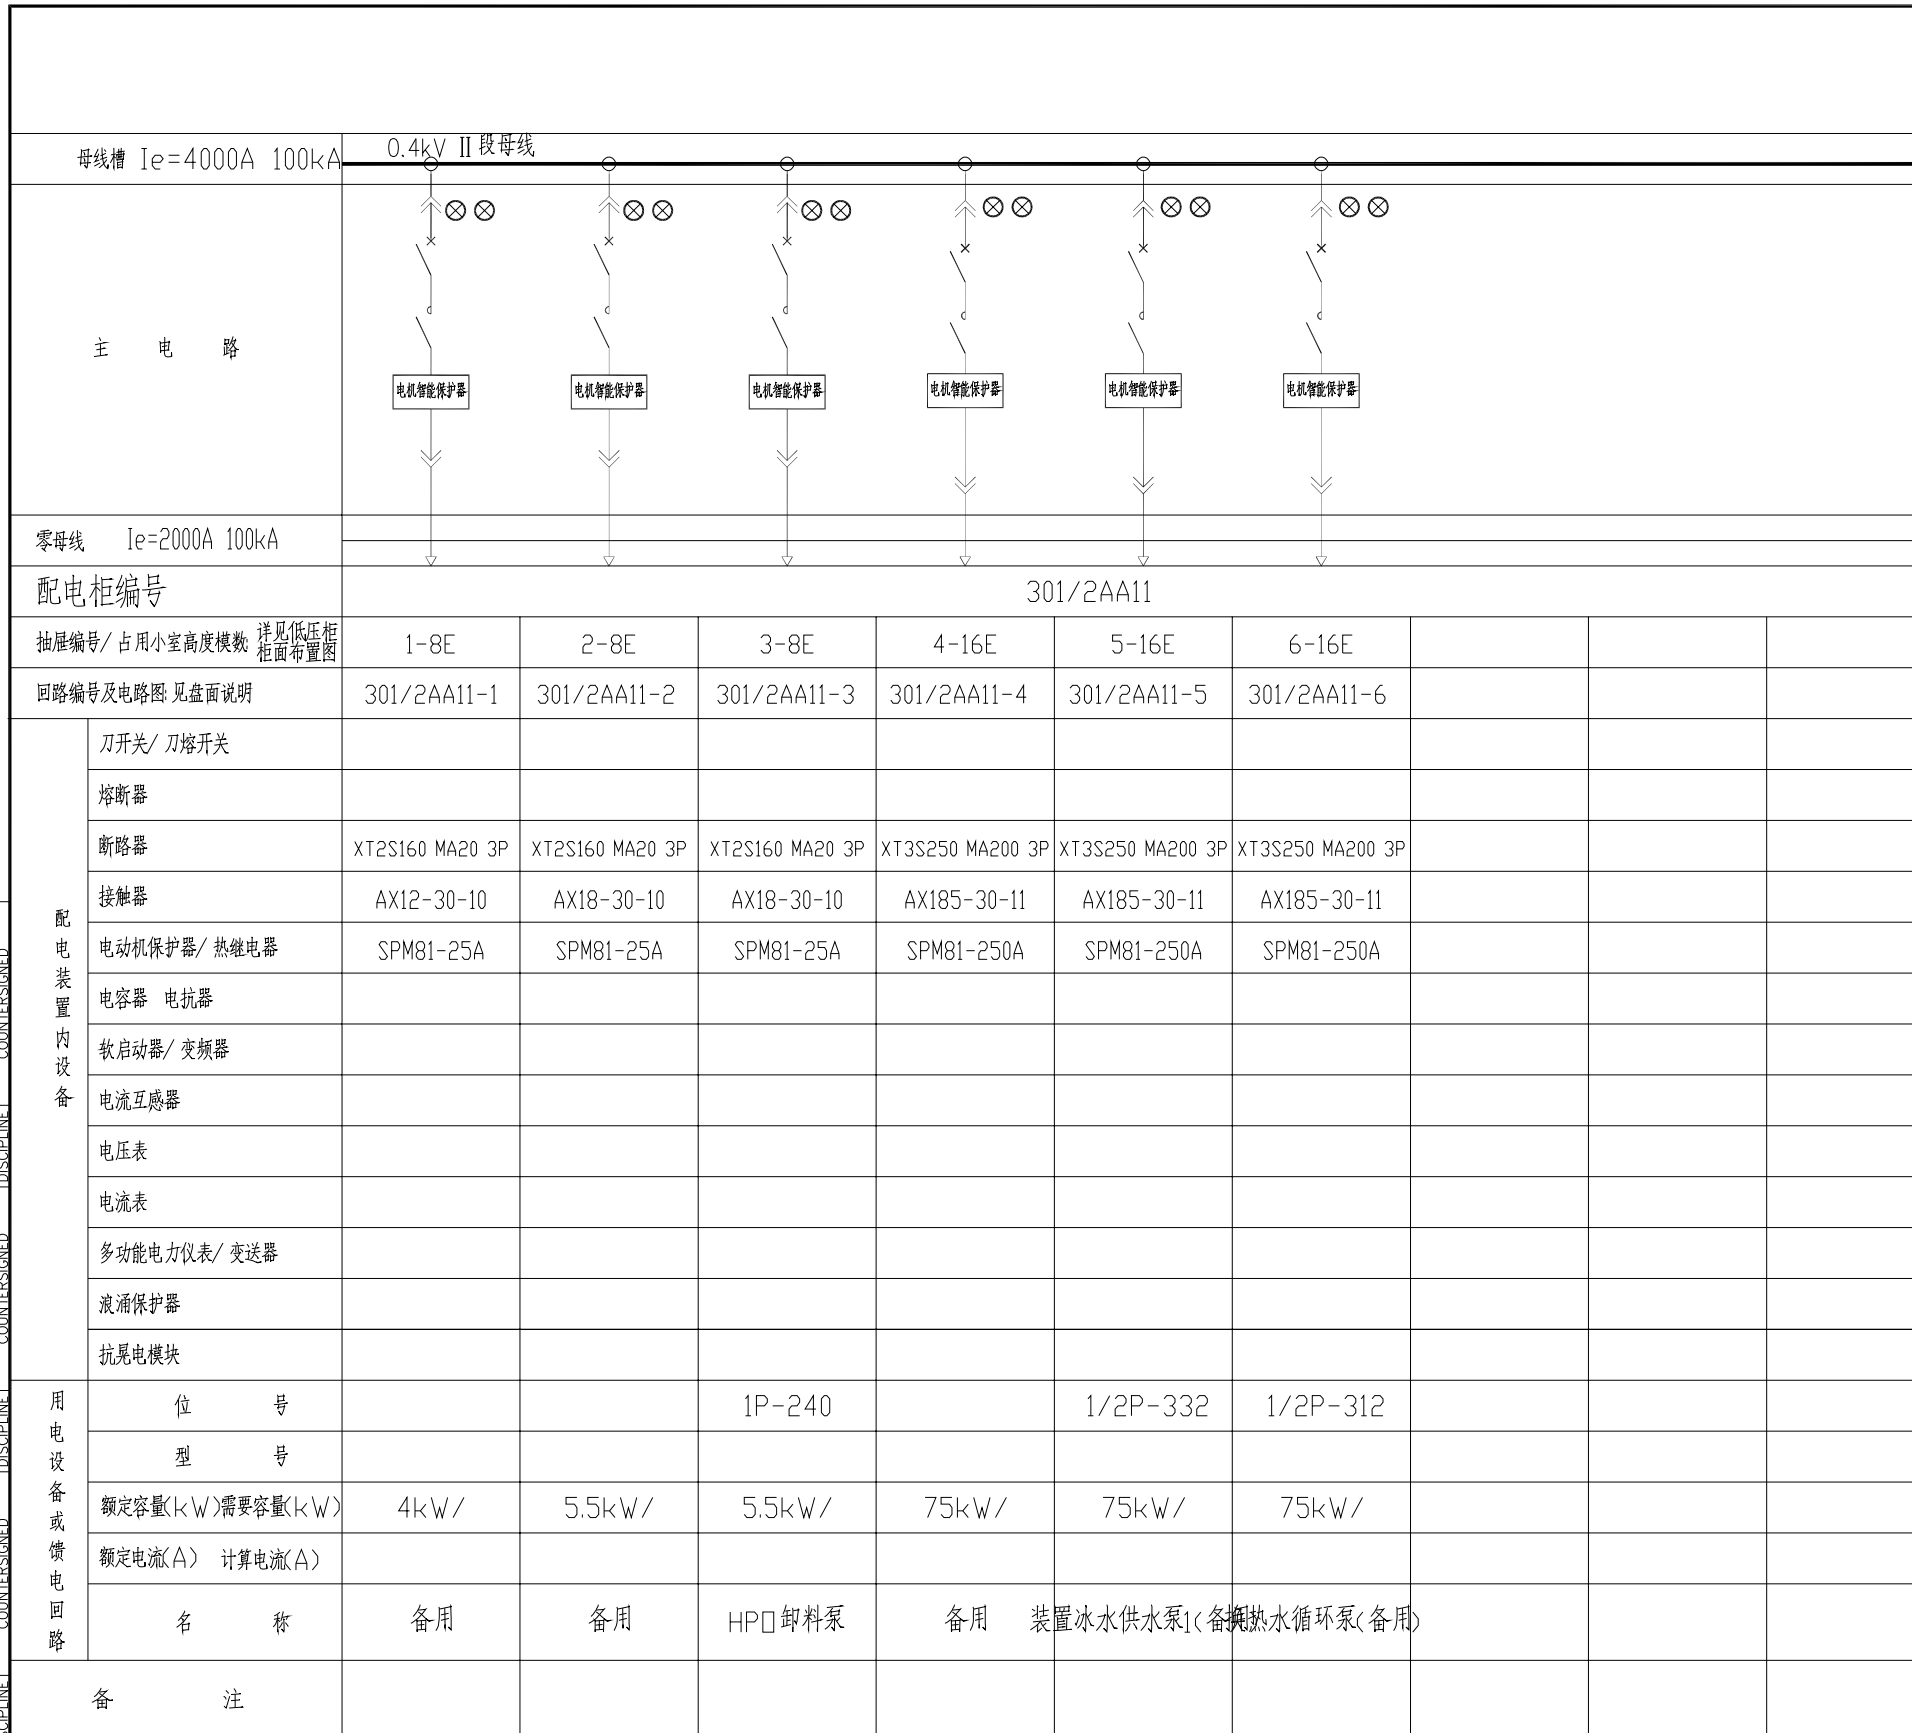 母线槽 Ie=4000A 100kA
0.4kV II段母线
主 电 路
电机智能保护器 电机智能保护器 电机智能保护器 电机智能保护器 电机智能保护器 电机智能保护器
零母线 Ie=2000A 100kA
配电柜编号 301/2AA11
抽屉编号/占用小室高度模数 详见低压柜柜面布置图 1-8E 2-8E 3-8E 4-16E 5-16E 6-16E
回路编号及电路图:见盘面说明 301/2AA11-1 301/2AA11-2 301/2AA11-3 301/2AA11-4 301/2AA11-5 301/2AA11-6
配电装置内设备
刀开关/刀熔开关
熔断器
断路器 XT2S160 MA20 3P XT2S160 MA20 3P XT2S160 MA20 3P XT3S250 MA200 3P XT3S250 MA200 3P XT3S250 MA200 3P
接触器 AX12-30-10 AX18-30-10 AX18-30-10 AX185-30-11 AX185-30-11 AX185-30-11
电动机保护器/热继电器 SPM81-25A SPM81-25A SPM81-25A SPM81-250A SPM81-250A SPM81-250A
电容器 电抗器
软启动器/变频器
电流互感器
电压表
电流表
多功能电力仪表/变送器
浪涌保护器
抗晃电模块
用电设备或馈电回路
位 号 1P-240 1/2P-332 1/2P-312
型 号
额定容量(kW)需要容量(kW) 4kW/ 5.5kW/ 5.5kW/ 75kW/ 75kW/ 75kW/
额定电流(A) 计算电流(A)
名 称 备用 备用 HPO卸料泵 备用 装置冰水供水泵1(备用) 热水循环泵(备用)
备 注
COUNTERSIGNED
DISCIPLINE
COUNTERSIGNED
DISCIPLINE
COUNTERSIGNED